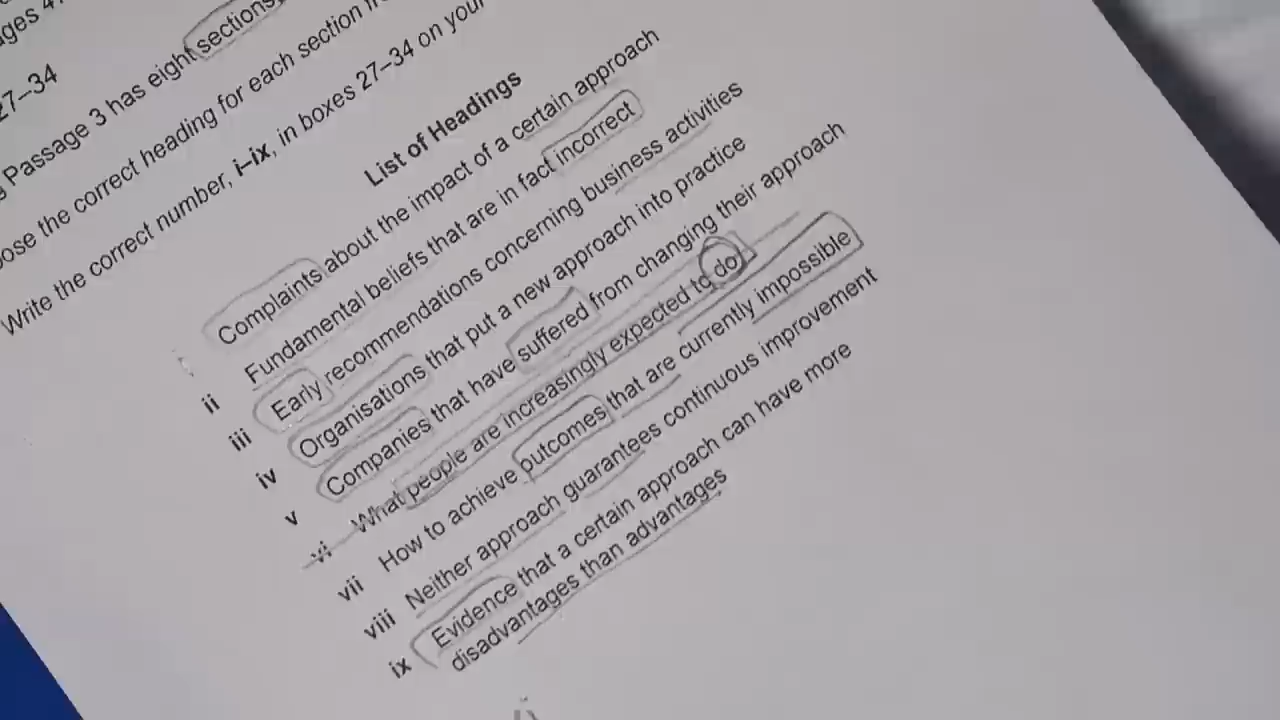 ages 4
27–34
Passage 3 has eight sections,
the correct heading for each section
Write the correct number, i–ix, in boxes 27–34 on your
List of Headings
i Complaints about the impact of a certain approach
ii Fundamental beliefs that are in fact incorrect
iii Early recommendations concerning business activities
iv Organisations that put a new approach into practice
v Companies that have suffered from changing their approach
vi What people are increasingly expected to do
vii How to achieve outcomes that are currently impossible
viii Neither approach guarantees continuous improvement
ix Evidence that a certain approach can have more
disadvantages than advantages